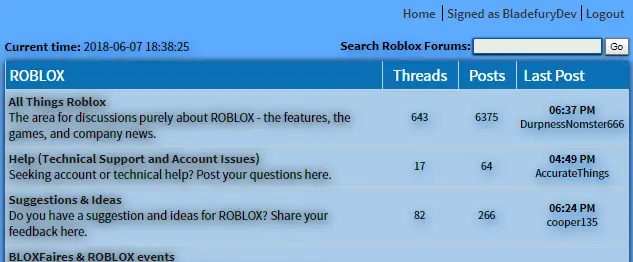 Home | Signed as BladefuryDev | Logout
Current time: 2018-06-07 18:38:25 Search Roblox Forums: Go
ROBLOX Threads Posts Last Post
All Things Roblox
The area for discussions purely about ROBLOX - the features, the
games, and company news.
643 6375
06:37 PM
DurpnessNomster666
Help (Technical Support and Account Issues)
Seeking account or technical help? Post your questions here.
17 64
04:49 PM
AccurateThings
Suggestions & Ideas
Do you have a suggestion and ideas for ROBLOX? Share your
feedback here.
82 266
06:24 PM
cooper135
BLOXFaires & ROBLOX events